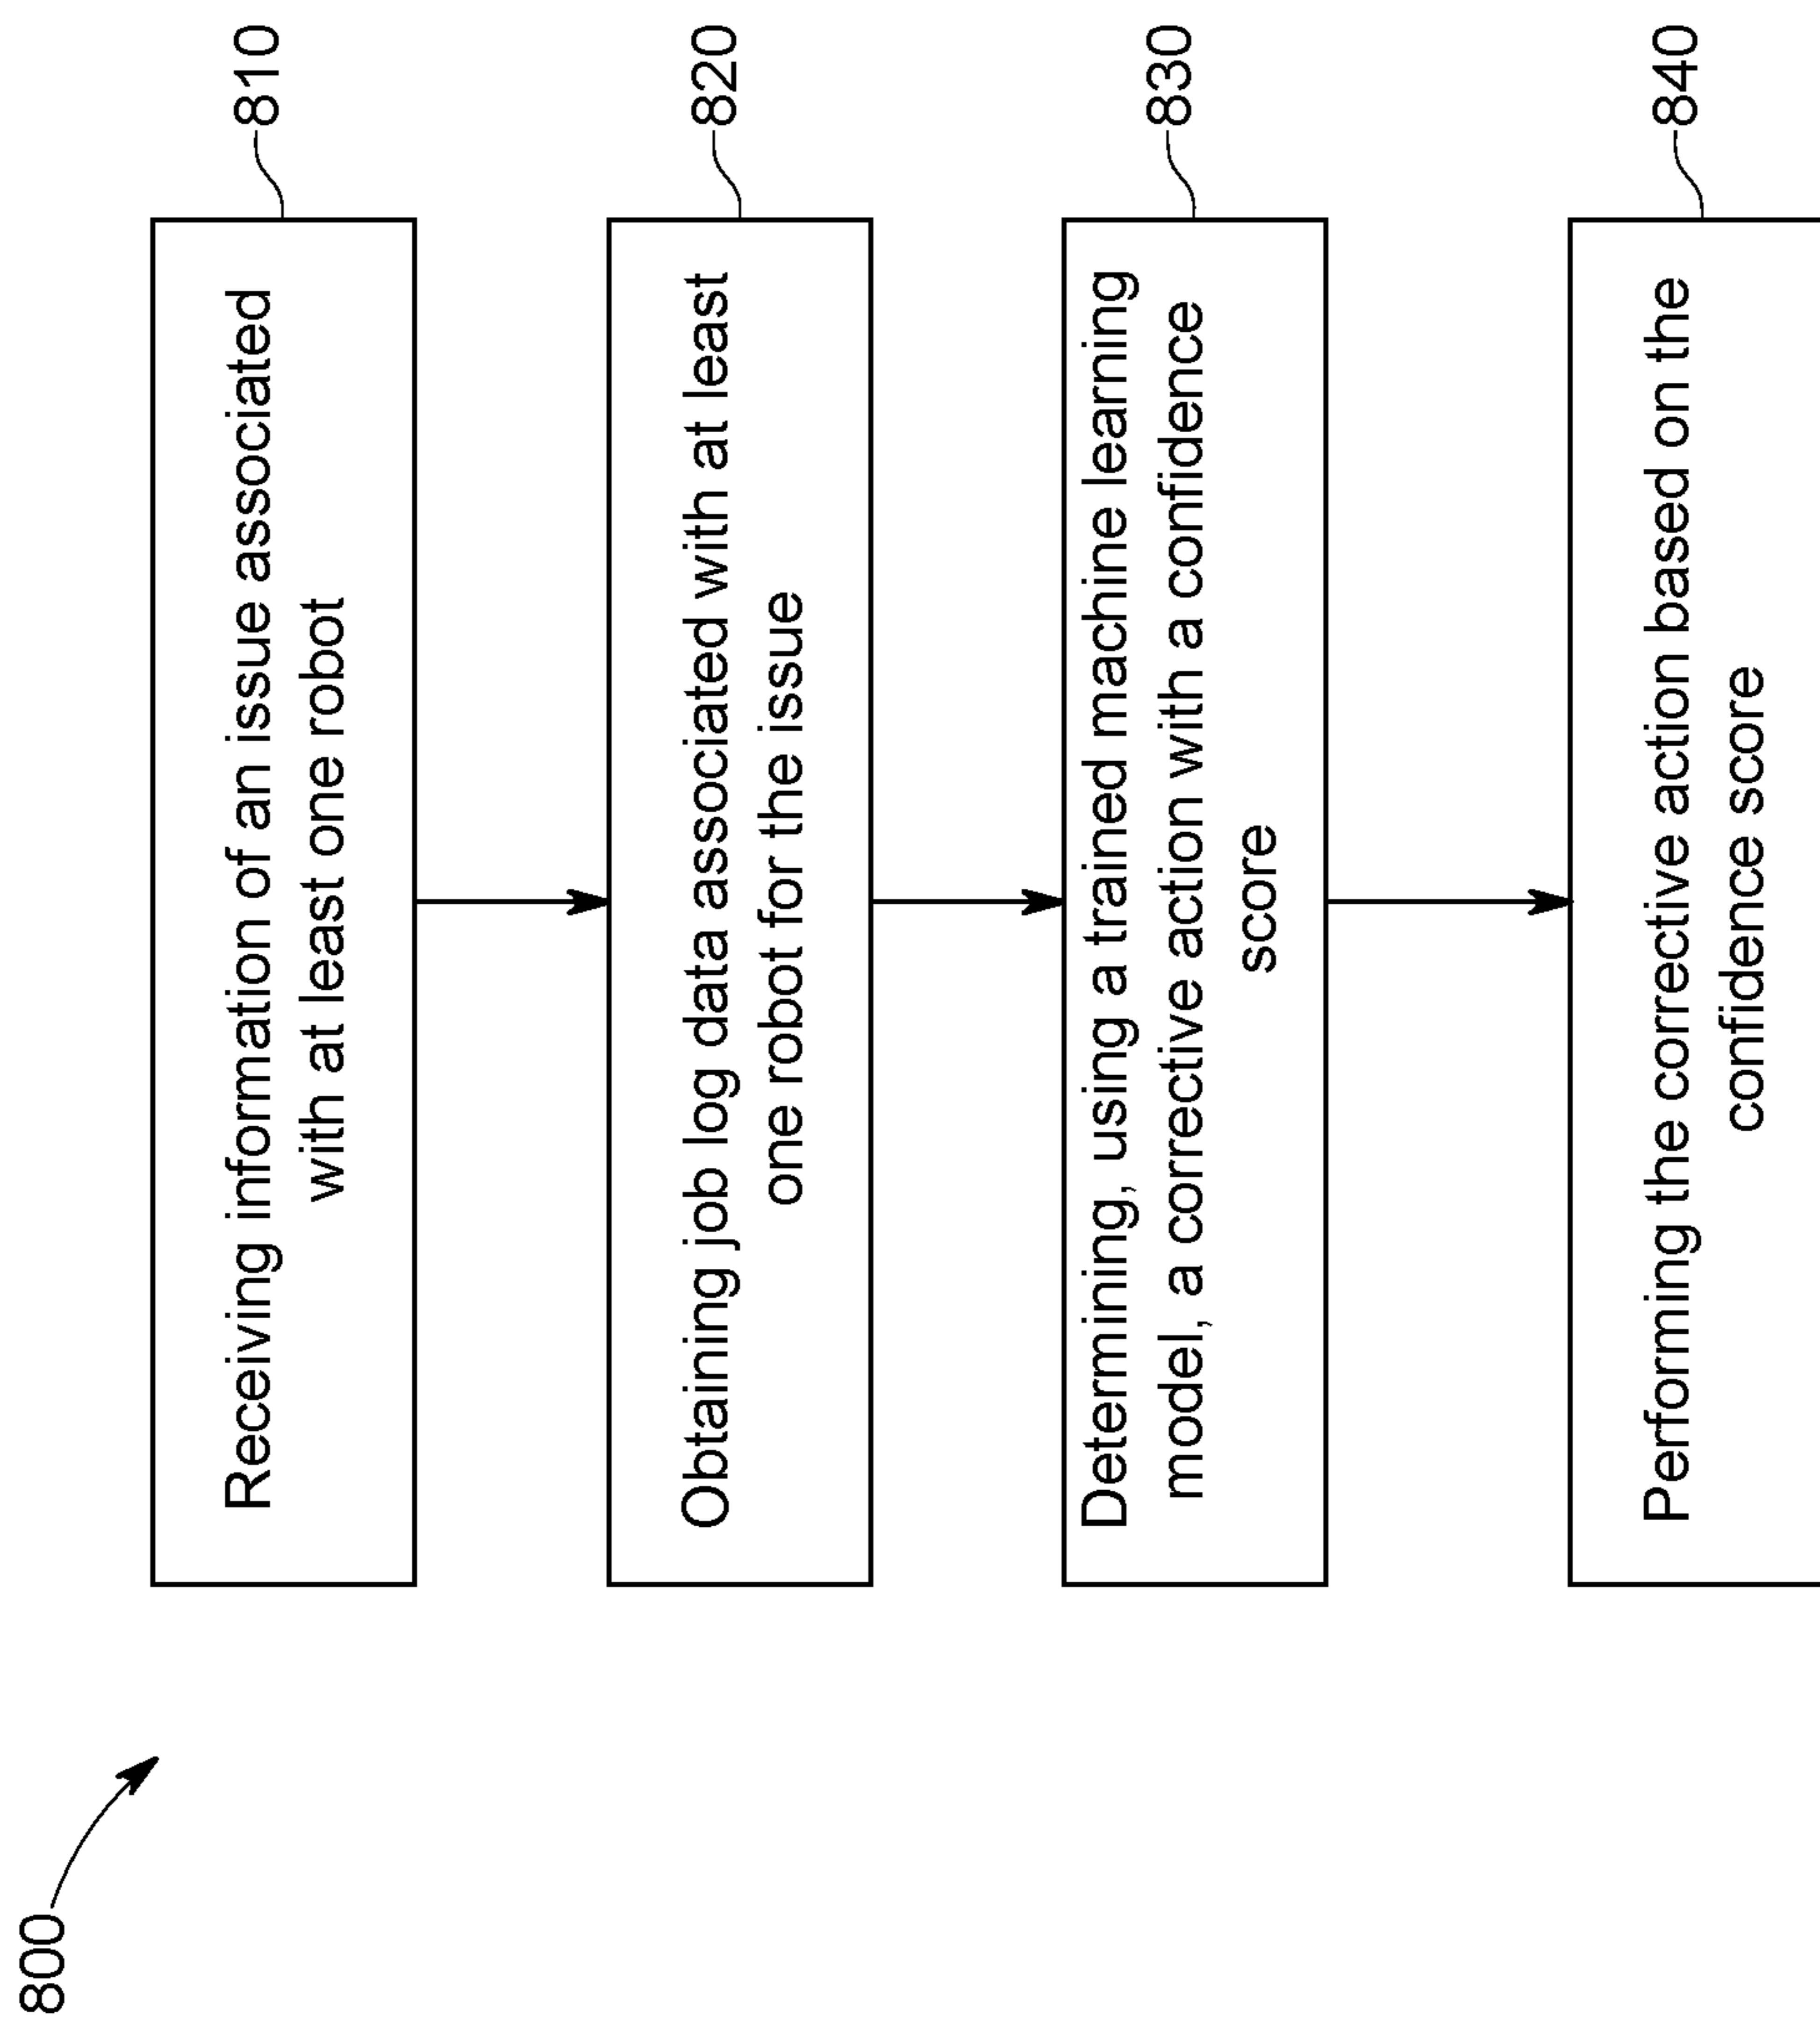 800
Receiving information of an issue associated
with at least one robot
810
Obtaining job log data associated with at least
one robot for the issue
820
Determining, using a trained machine learning
model, a corrective action with a confidence
score
830
Performing the corrective action based on the
confidence score
840